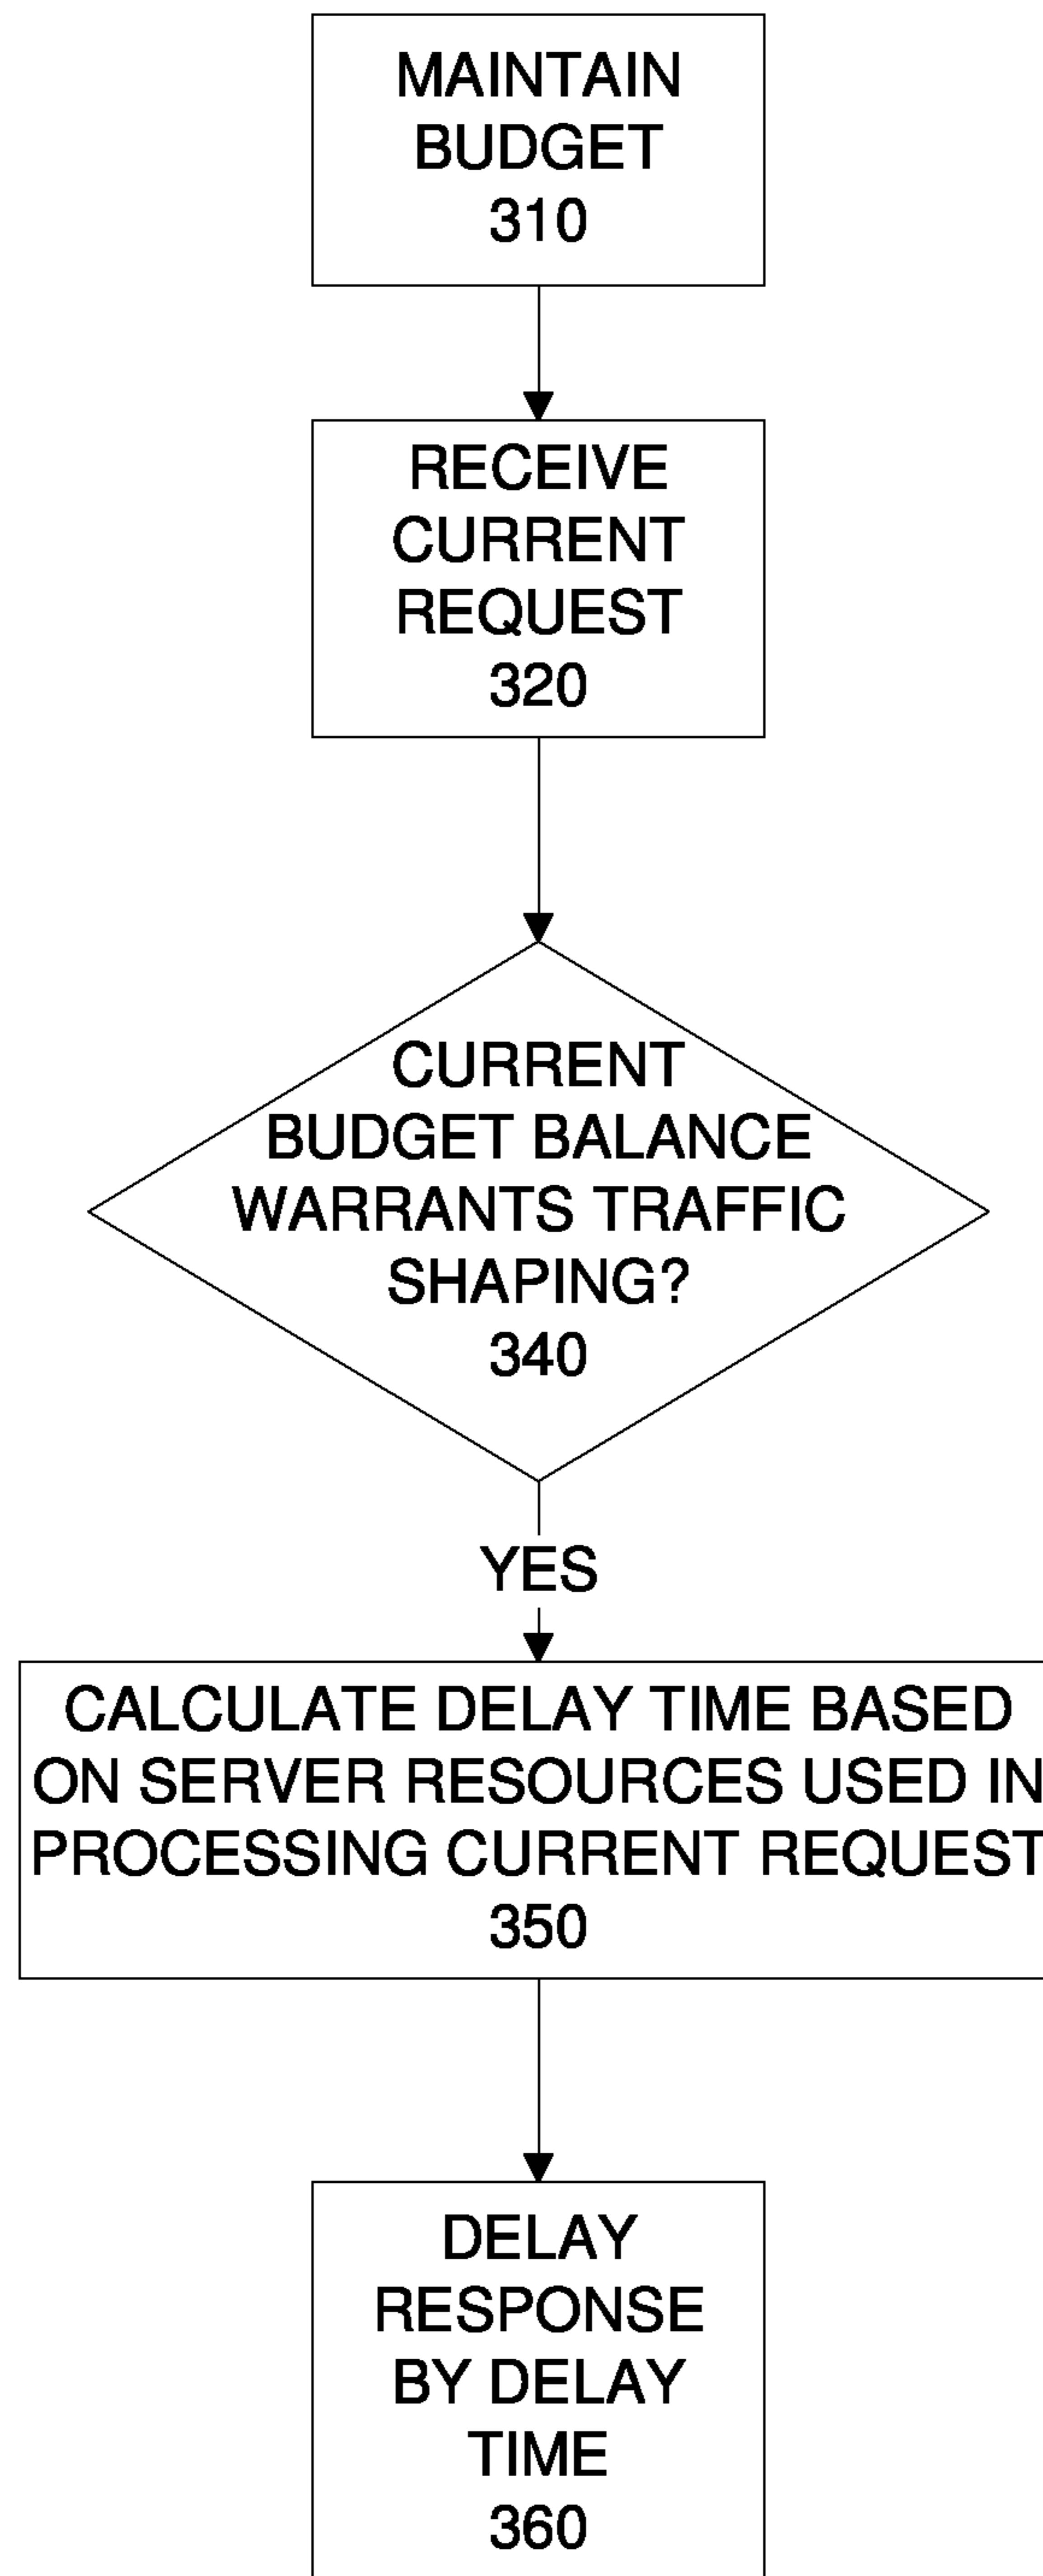 MAINTAIN
BUDGET
310
RECEIVE
CURRENT
REQUEST
320
CURRENT
BUDGET BALANCE
WARRANTS TRAFFIC
SHAPING?
340
YES
CALCULATE DELAY TIME BASED
ON SERVER RESOURCES USED IN
PROCESSING CURRENT REQUEST
350
DELAY
RESPONSE
BY DELAY
TIME
360